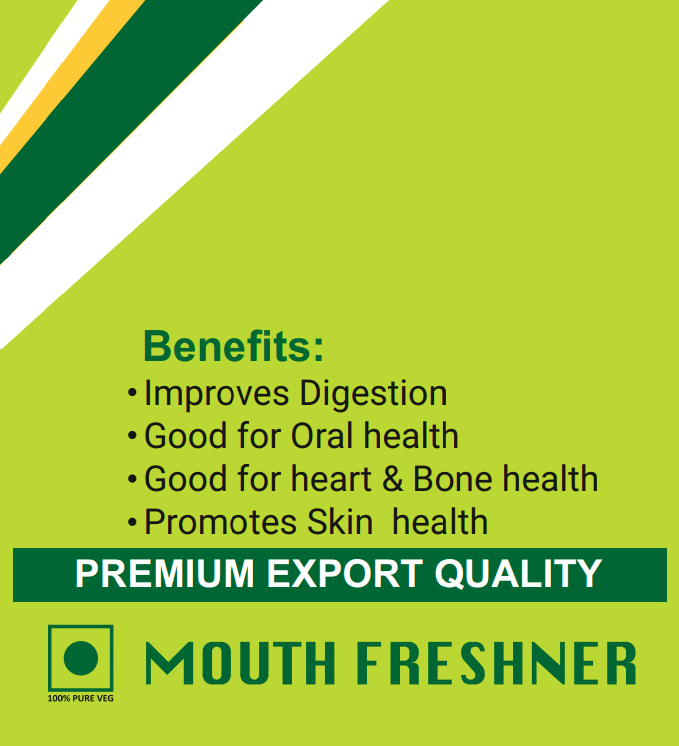 Benefits:
• Improves Digestion
• Good for Oral health
• Good for heart & Bone health
• Promotes Skin health
PREMIUM EXPORT QUALITY
MOUTH FRESHNER
100% PURE VEG